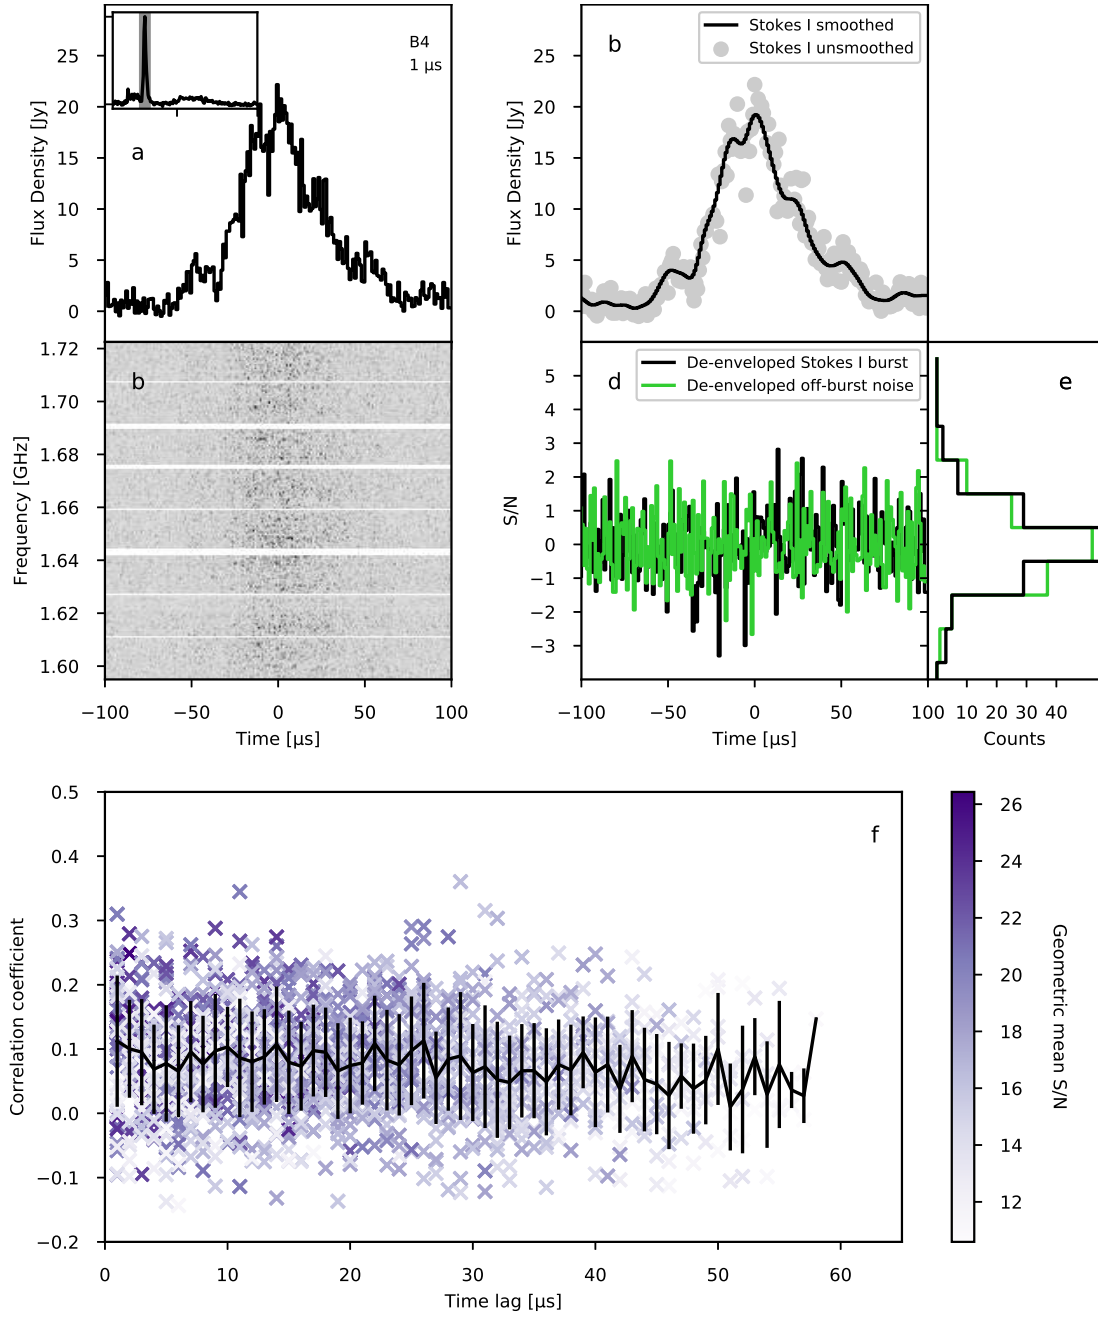 B4
1 μs
a
25
20
15
10
5
0
Flux Density [Jy]
b
Stokes I smoothed
Stokes I unsmoothed
25
20
15
10
5
0
Flux Density [Jy]
b
1.72
1.70
1.68
1.66
1.64
1.62
1.60
Frequency [GHz]
−100
−50
0
50
100
Time [μs]
d
De-enveloped Stokes I burst
De-enveloped off-burst noise
5
4
3
2
1
0
−1
−2
−3
S/N
−100
−50
0
50
100
Time [μs]
e
10
20
30
40
Counts
f
0.5
0.4
0.3
0.2
0.1
0.0
−0.1
−0.2
Correlation coefficient
0
10
20
30
40
50
60
Time lag [μs]
26
24
22
20
18
16
14
12
Geometric mean S/N